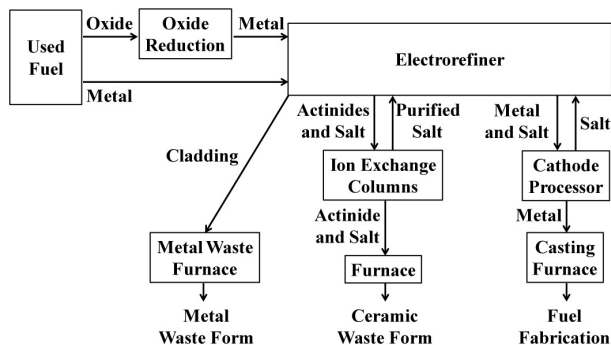 Used
Fuel
Oxide
Oxide
Reduction
Metal
Metal
Electrorefiner
Cladding
Actinides
and Salt
Purified
Salt
Metal
and Salt
Salt
Ion Exchange
Columns
Cathode
Processor
Actinide
and Salt
Metal
Metal Waste
Furnace
Furnace
Casting
Furnace
Metal
Waste Form
Ceramic
Waste Form
Fuel
Fabrication